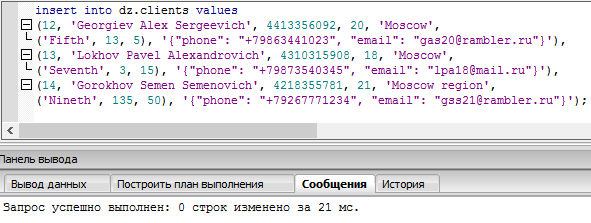 insert into dz.clients values
(12, 'Georgiev Alex Sergeevich', 4413356092, 20, 'Moscow',
('Fifth', 13, 5), '{"phone": "+79863441023", "email": "gas20@rambler.ru"}'),
(13, 'Lokhov Pavel Alexandrovich', 4310315908, 18, 'Moscow',
('Seventh', 3, 15), '{"phone": "+79873540345", "email": "lpa18@mail.ru"}'),
(14, 'Gorokhov Semen Semenovich', 4218355781, 21, 'Moscow region',
('Nineth', 135, 50), '{"phone": "+79267771234", "email": "gss21@rambler.ru"}');
Панель вывода
Вывод данных Построить план выполнения Сообщения История
Запрос успешно выполнен: 0 строк изменено за 21 мс.